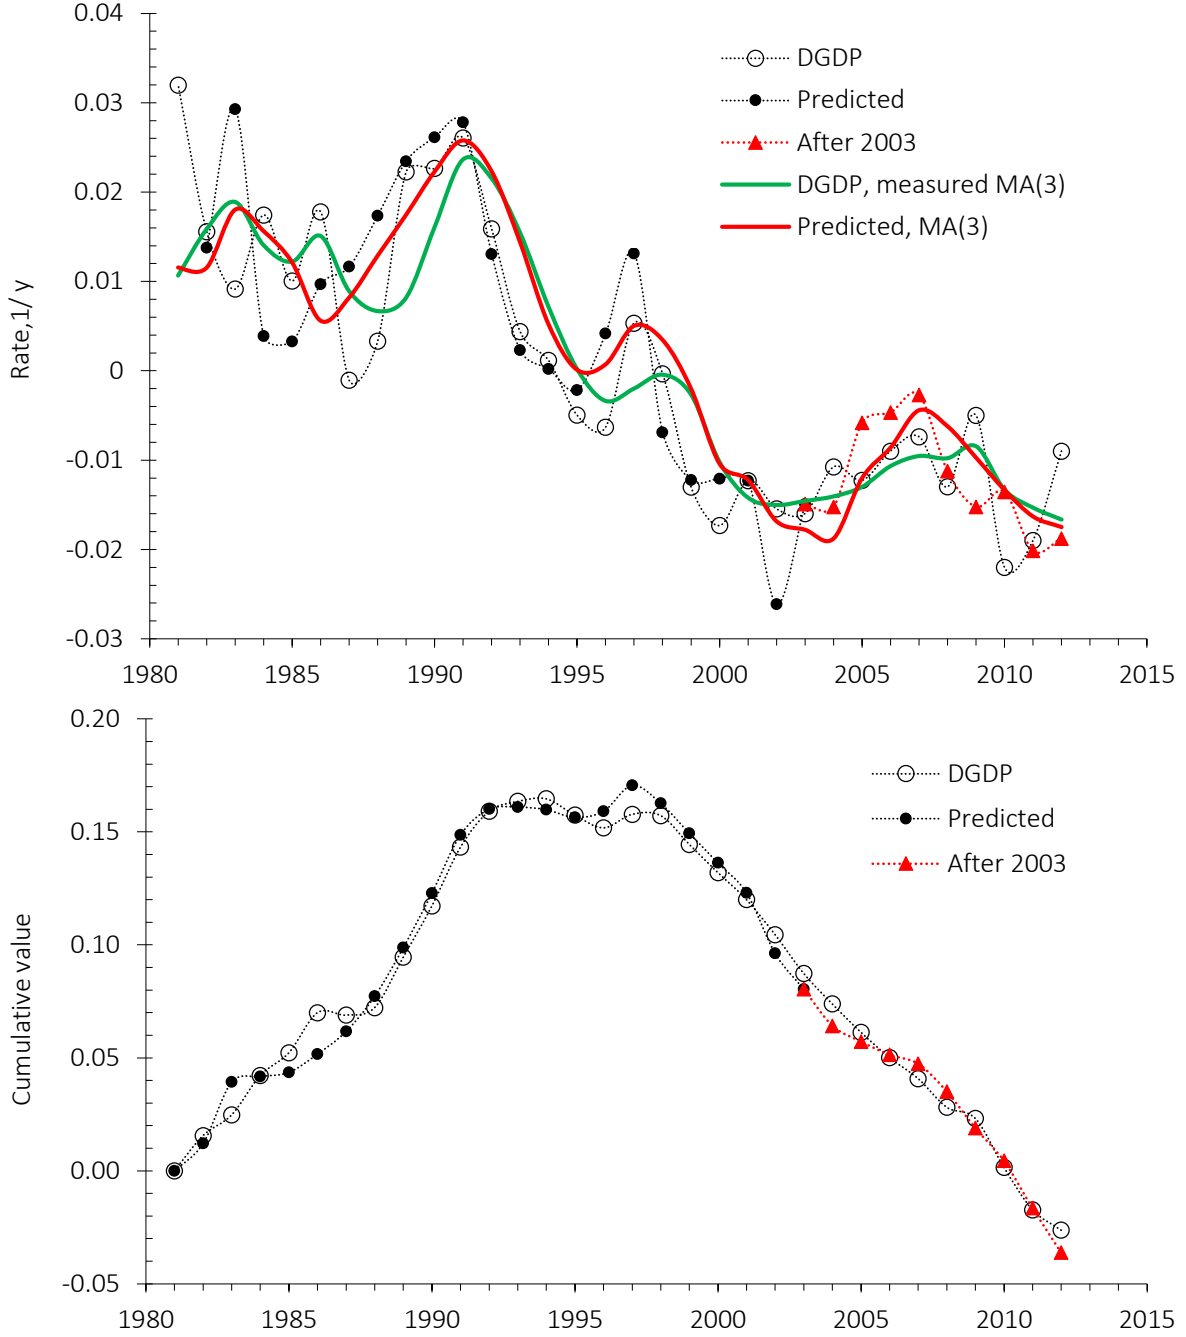 0.04
0.03
0.02
0.01
0
-0.01
-0.02
-0.03
Rate,1/ y
1980 1985 1990 1995 2000 2005 2010 2015
DGDP
Predicted
After 2003
DGDP, measured MA(3)
Predicted, MA(3)
0.20
0.15
0.10
0.05
0.00
-0.05
Cumulative value
1980 1985 1990 1995 2000 2005 2010 2015
DGDP
Predicted
After 2003